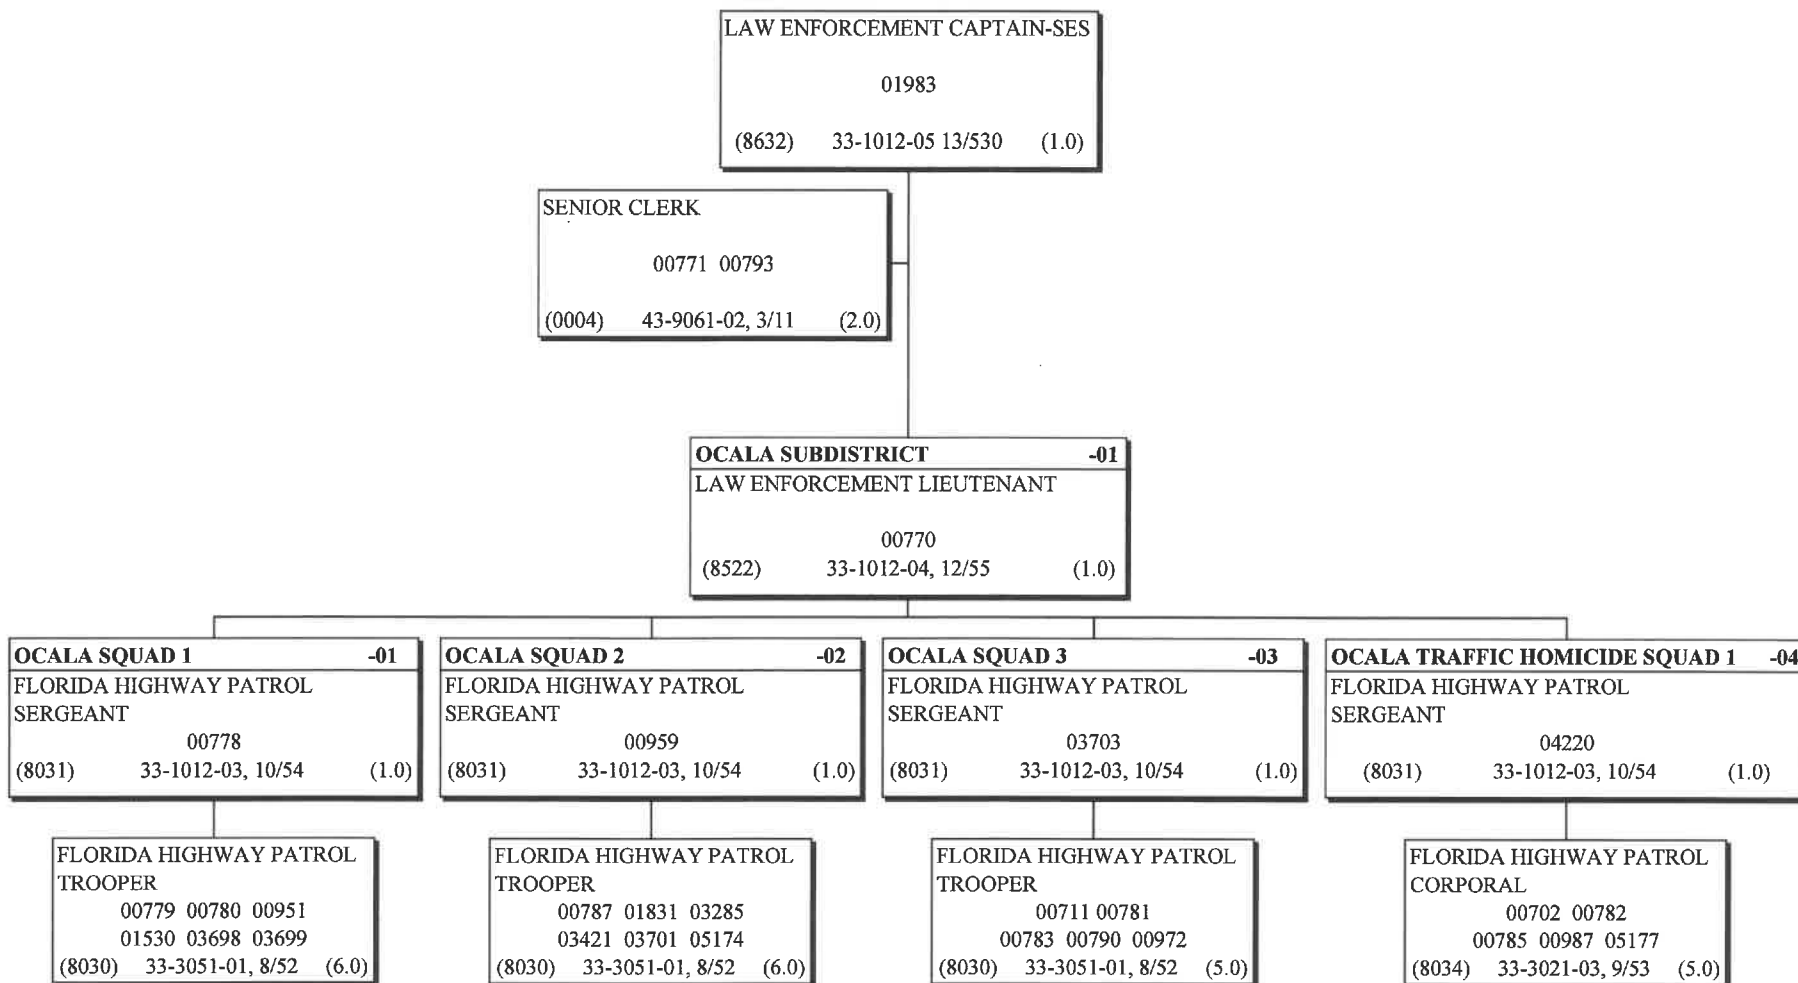 LAW ENFORCEMENT CAPTAIN-SES
01983
(8632) 33-1012-05 13/530 (1.0)
SENIOR CLERK
00771 00793
(0004) 43-9061-02, 3/11 (2.0)
OCALA SUBDISTRICT -01
LAW ENFORCEMENT LIEUTENANT
00770
(8522) 33-1012-04, 12/55 (1.0)
OCALA SQUAD 1 -01
FLORIDA HIGHWAY PATROL
SERGEANT
00778
(8031) 33-1012-03, 10/54 (1.0)
FLORIDA HIGHWAY PATROL
TROOPER
00779 00780 00951
01530 03698 03699
(8030) 33-3051-01, 8/52 (6.0)
OCALA SQUAD 2 -02
FLORIDA HIGHWAY PATROL
SERGEANT
00959
(8031) 33-1012-03, 10/54 (1.0)
FLORIDA HIGHWAY PATROL
TROOPER
00787 01831 03285
03421 03701 05174
(8030) 33-3051-01, 8/52 (6.0)
OCALA SQUAD 3 -03
FLORIDA HIGHWAY PATROL
SERGEANT
03703
(8031) 33-1012-03, 10/54 (1.0)
FLORIDA HIGHWAY PATROL
TROOPER
00711 00781
00783 00790 00972
(8030) 33-3051-01, 8/52 (5.0)
OCALA TRAFFIC HOMICIDE SQUAD 1 -04
FLORIDA HIGHWAY PATROL
SERGEANT
04220
(8031) 33-1012-03, 10/54 (1.0)
FLORIDA HIGHWAY PATROL
CORPORAL
00702 00782
00785 00987 05177
(8034) 33-3021-03, 9/53 (5.0)